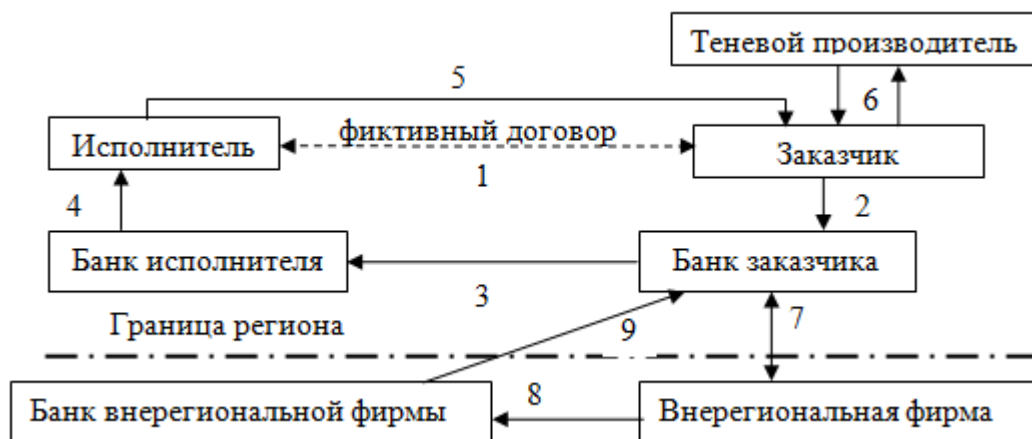 Теневой производитель
5
6
фиктивный договор
Исполнитель
Заказчик
1
4
2
Банк исполнителя
Банк заказчика
3
Граница региона
9
7
Банк внерегиональной фирмы
8
Внерегиональная фирма